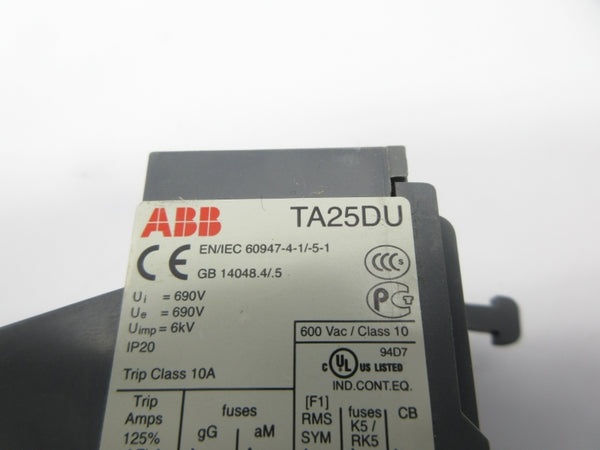 ABB TA25DU
CE EN/IEC 60947-4-1/-5-1
GB 14048.4/.5
CCC S
Ui = 690V
Ue = 690V
Uimp = 6kV
IP20
Trip Class 10A
600 Vac / Class 10
94D7
C UL US LISTED
IND.CONT.EQ.
Trip
Amps
125%
fuses
gG aM
[F1]
RMS
SYM
fuses
K5 /
RK5
CB